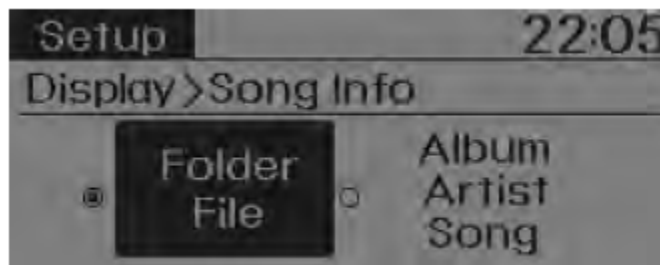 Setup 22:05
Display>Song Info
Folder
File
Album
Artist
Song